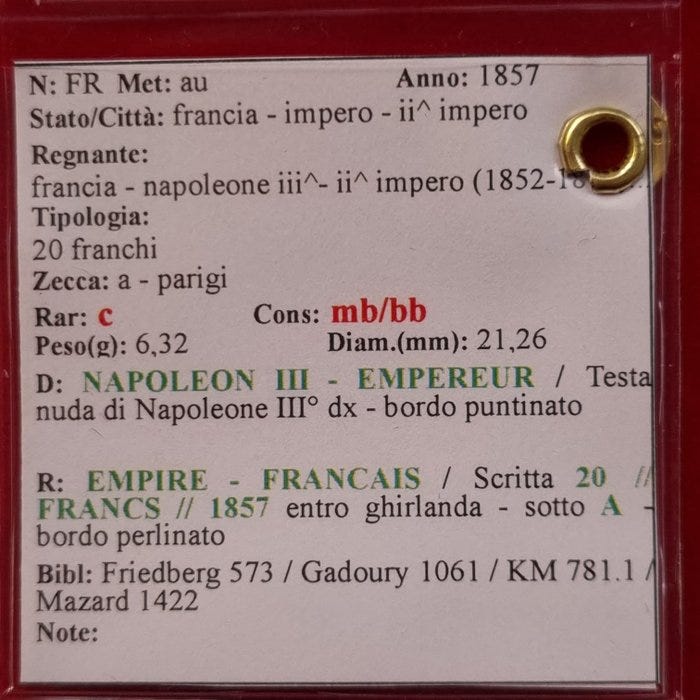 N: FR Met: au Anno: 1857
Stato/Città: francia - impero - ii^ impero
Regnante:
francia - napoleone iii^- ii^ impero (1852-18
Tipologia:
20 franchi
Zecca: a - parigi
Rar: c Cons: mb/bb
Peso(g): 6,32 Diam.(mm): 21,26
D: NAPOLEON III - EMPEREUR / Testa
nuda di Napoleone III° dx - bordo puntinato
R: EMPIRE - FRANCAIS / Scritta 20 //
FRANCS // 1857 entro ghirlanda - sotto A -
bordo perlinato
Bibl: Friedberg 573 / Gadoury 1061 / KM 781.1 /
Mazard 1422
Note: